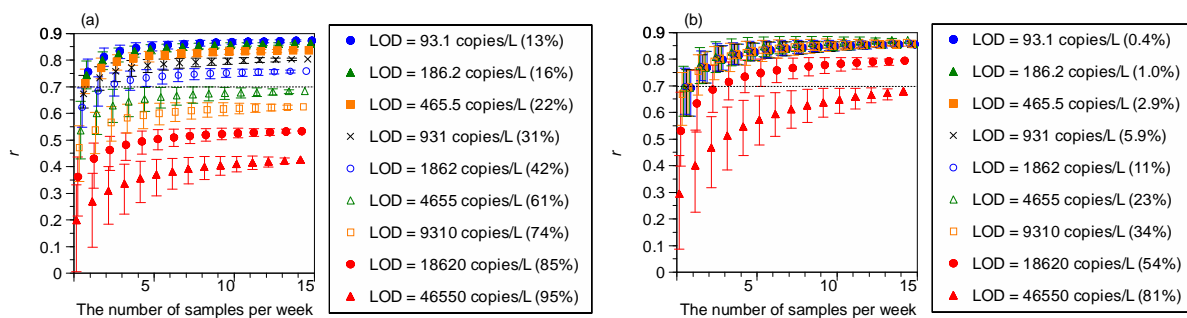 (a)
0.9
0.8
0.7
0.6
0.5
0.4
0.3
0.2
0.1
0
r
5
10
15
The number of samples per week
LOD = 93.1 copies/L (13%)
LOD = 186.2 copies/L (16%)
LOD = 465.5 copies/L (22%)
LOD = 931 copies/L (31%)
LOD = 1862 copies/L (42%)
LOD = 4655 copies/L (61%)
LOD = 9310 copies/L (74%)
LOD = 18620 copies/L (85%)
LOD = 46550 copies/L (95%)
(b)
0.9
0.8
0.7
0.6
0.5
0.4
0.3
0.2
0.1
0
r
5
10
15
The number of samples per week
LOD = 93.1 copies/L (0.4%)
LOD = 186.2 copies/L (1.0%)
LOD = 465.5 copies/L (2.9%)
LOD = 931 copies/L (5.9%)
LOD = 1862 copies/L (11%)
LOD = 4655 copies/L (23%)
LOD = 9310 copies/L (34%)
LOD = 18620 copies/L (54%)
LOD = 46550 copies/L (81%)